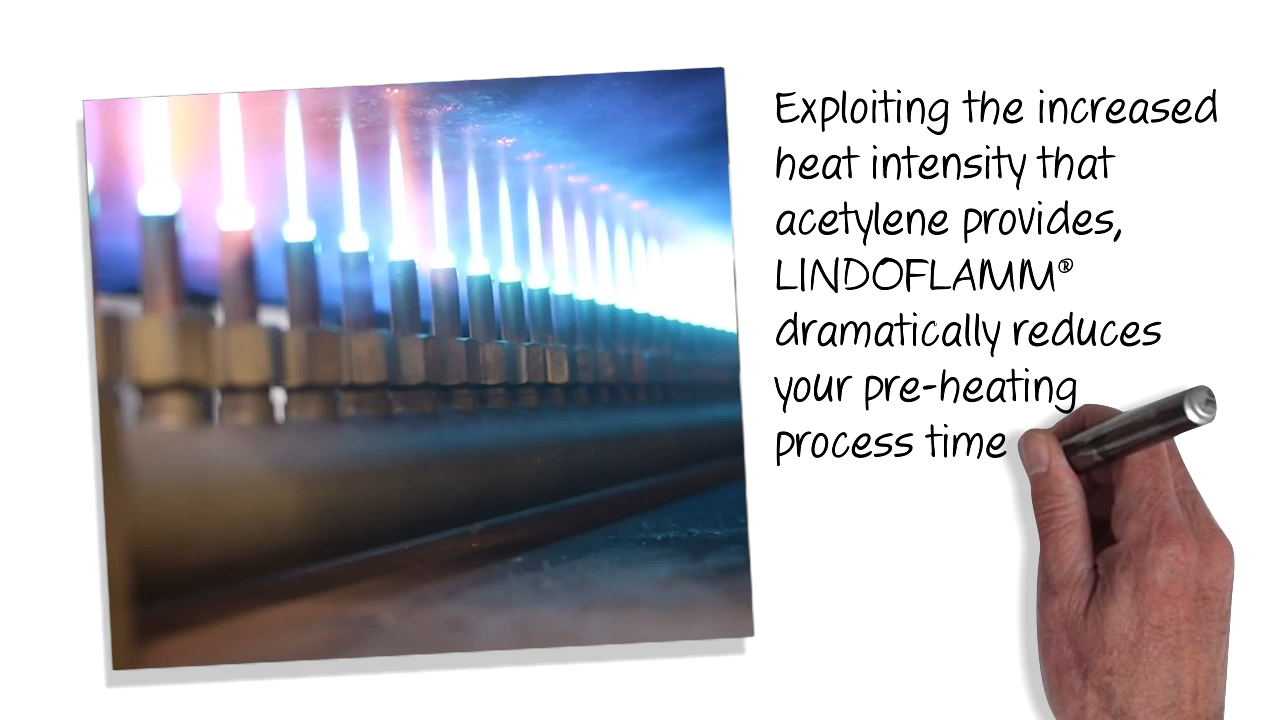 Exploiting the increased
heat intensity that
acetylene provides,
LINDOFLAMM®
dramatically reduces
your pre-heating
process time